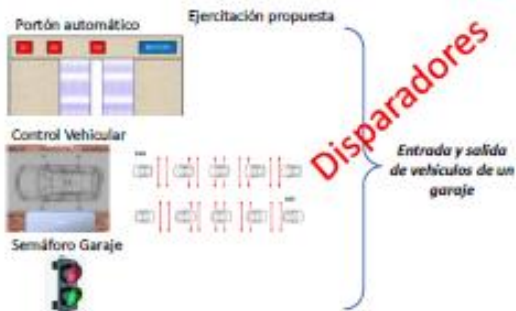 Ejercitación propuesta
Portón automático
Control Vehicular
Semáforo Garaje
Disparadores
Entrada y salida
de vehículos de un
garaje